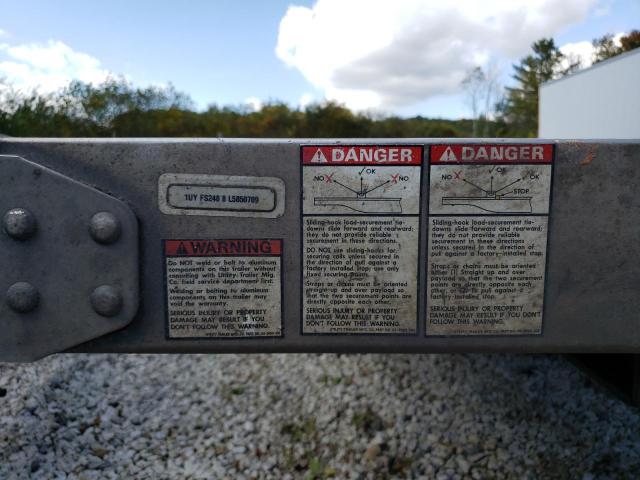 1UY FS248 8 L5850709
WARNING
Do NOT weld or bolt to aluminum
components on this trailer without
consulting with Utility-Trailer Mfg.
Co. field service department first.
Welding or bolting to aluminum
components on this trailer may
void the warranty.
SERIOUS INJURY OR
DAMAGE MAY RESULT IF YOU
DON'T FOLLOW THIS WARNING.
DANGER
OK
NO
NO
Sliding-hook load-securement tie-
downs slide forward and rearward;
they do not provide reliable
securement in these directions.
DO NOT use sliding-hooks for
securing coils unless secured in
the direction of pull against a
factory installed stop; use only
fixed securing
Straps or chains must be oriented
straight-up and over payload so
that the two securement points
are directly opposite each other.
SERIOUS INJURY OR
DAMAGE MAY RESULT IF YOU
DON'T FOLLOW THIS WARNING.
DANGER
OK
NO
OK
STOP
Sliding-hook load-securement tie-
downs slide forward and rearward;
they do not provide reliable
securement in these directions
unless secured in the direction of
pull against a factory-installed stop.
Straps or chains must be oriented
either Straight up and over
so that the two securement
points are directly opposite each
other, or pull against a
factory-installed stop.
SERIOUS INJURY OR
DAMAGE MAY RESULT IF YOU
DON'T FOLLOW THIS WARNING.